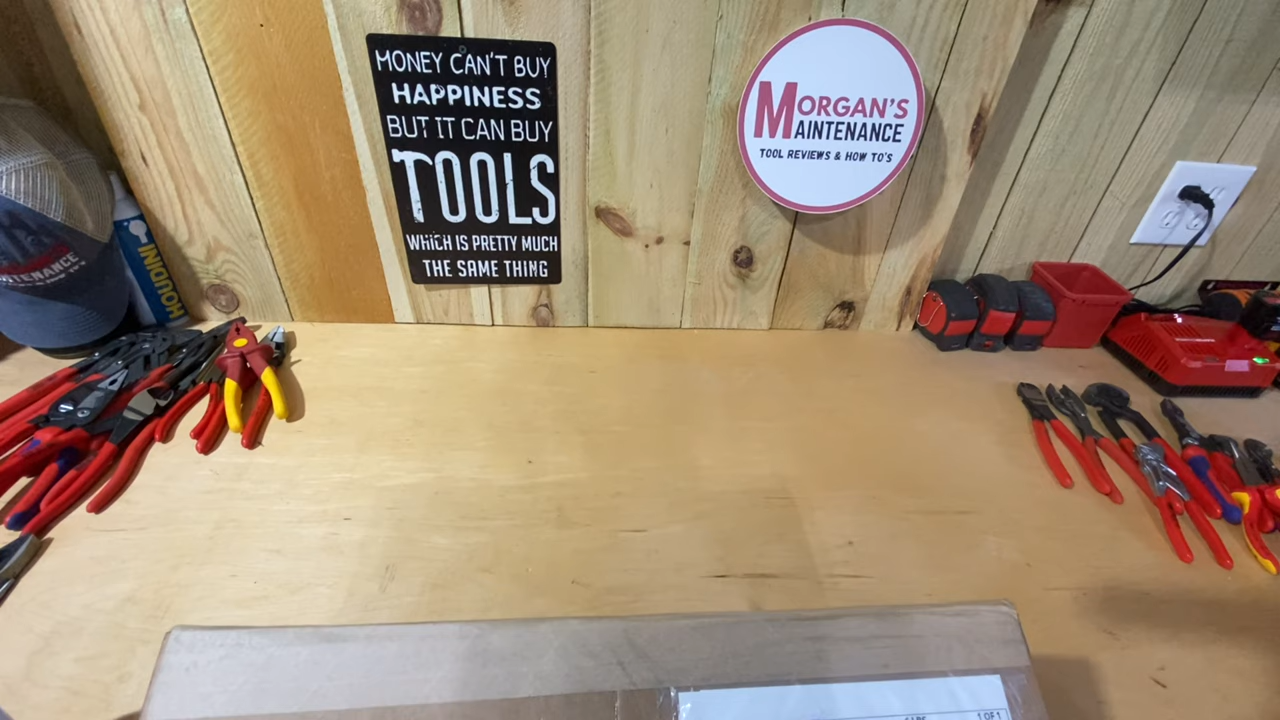 MONEY CAN'T BUY
HAPPINESS
BUT IT CAN BUY
TOOLS
WHICH IS PRETTY MUCH
THE SAME THING
MORGAN'S
MAINTENANCE
TOOL REVIEWS & HOW TO'S
HOUDINI
1 OF 1